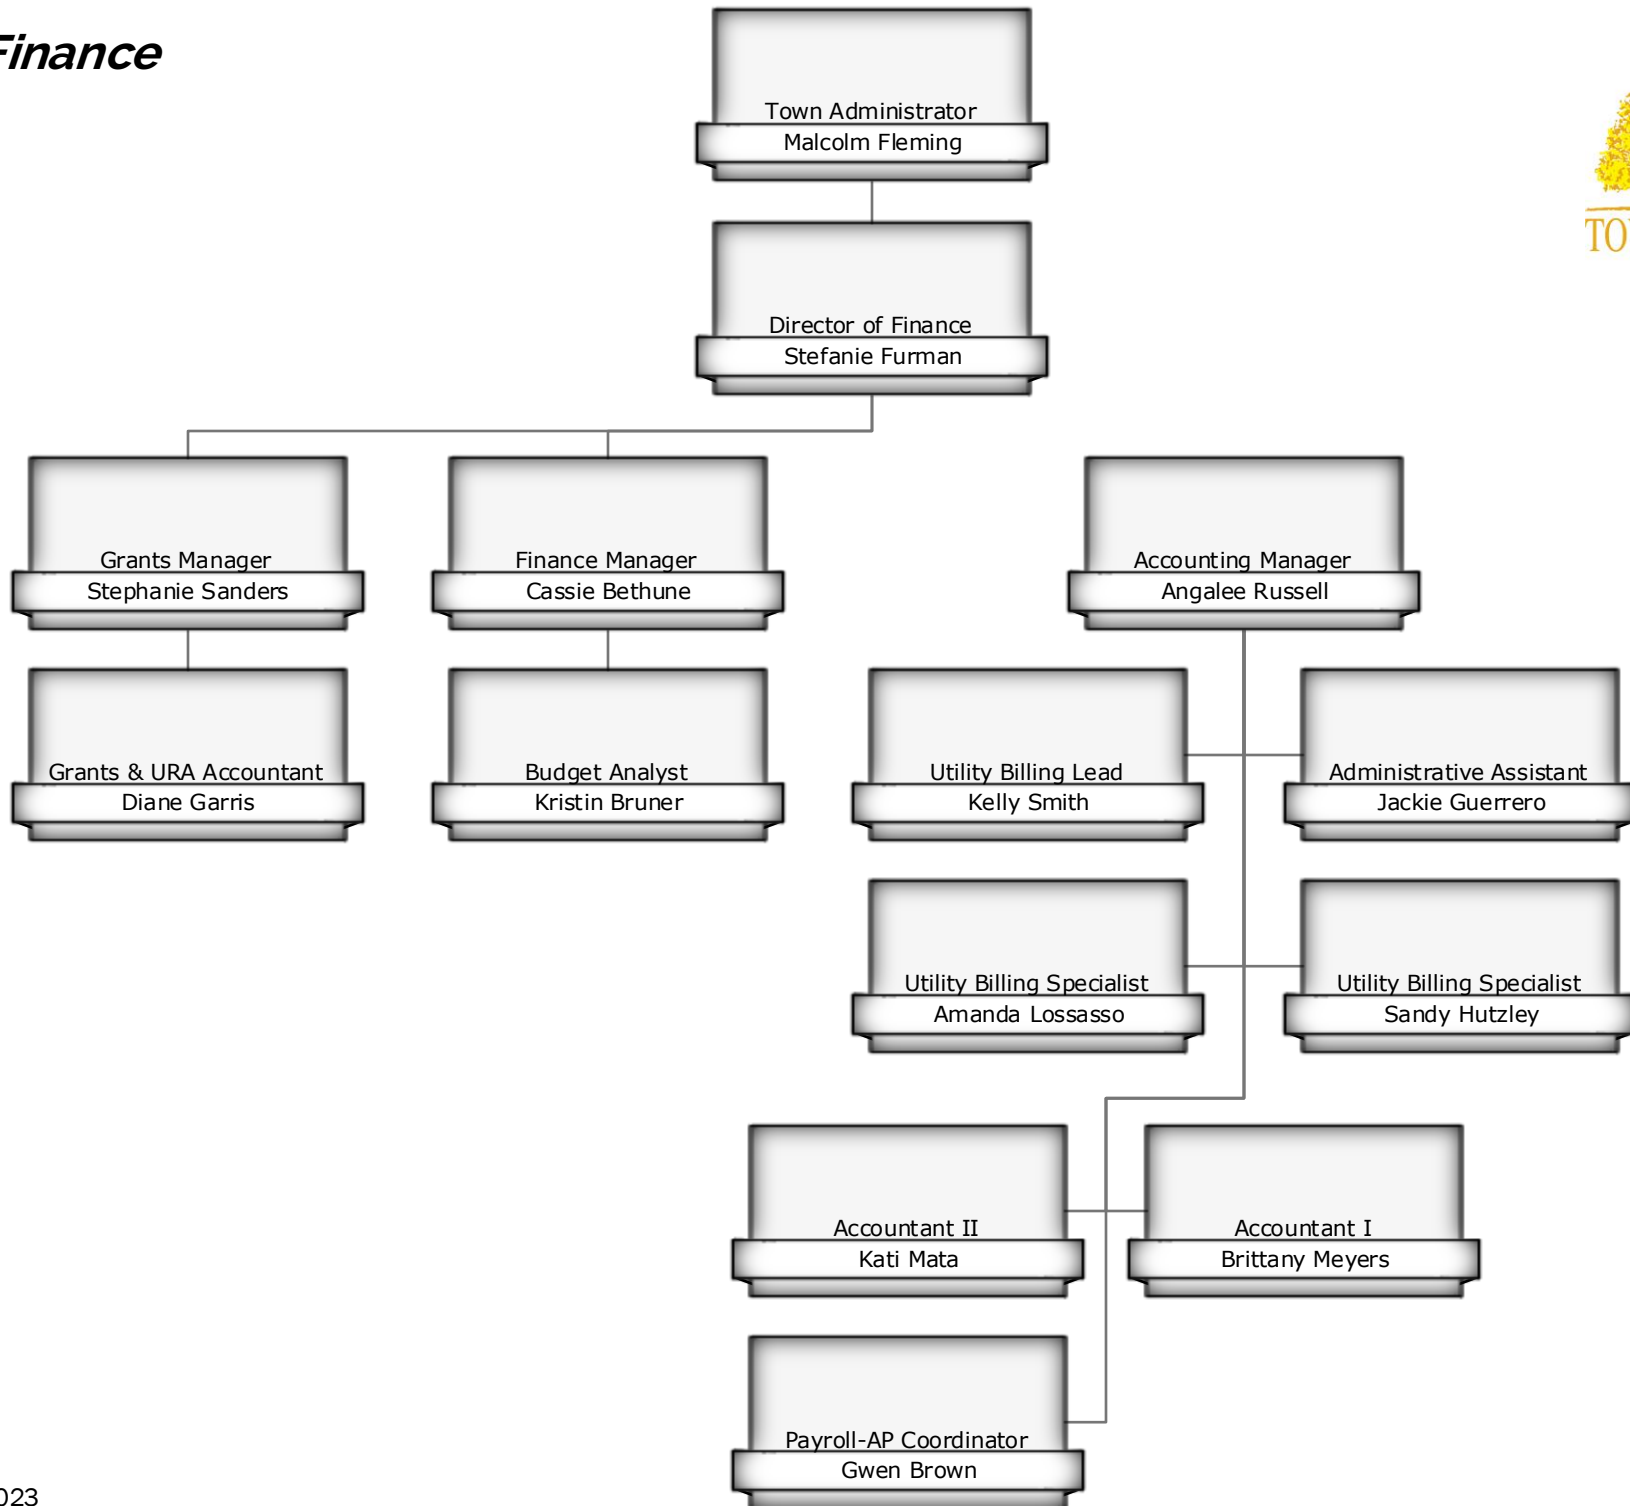 Finance
Town Administrator
Malcolm Fleming
Director of Finance
Stefanie Furman
Grants Manager
Stephanie Sanders
Finance Manager
Cassie Bethune
Accounting Manager
Angalee Russell
Grants & URA Accountant
Diane Garris
Budget Analyst
Kristin Bruner
Utility Billing Lead
Kelly Smith
Administrative Assistant
Jackie Guerrero
Utility Billing Specialist
Amanda Lossasso
Utility Billing Specialist
Sandy Hutzley
Accountant II
Kati Mata
Accountant I
Brittany Meyers
Payroll-AP Coordinator
Gwen Brown